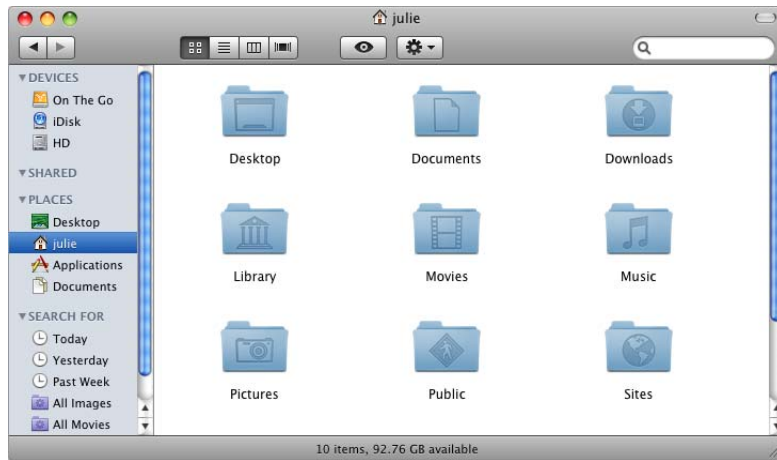 julie
DEVICES
On The Go
iDisk
HD
SHARED
PLACES
Desktop
julie
Applications
Documents
SEARCH FOR
Today
Yesterday
Past Week
All Images
All Movies
Desktop Documents Downloads
Library Movies Music
Pictures Public Sites
10 items, 92.76 GB available